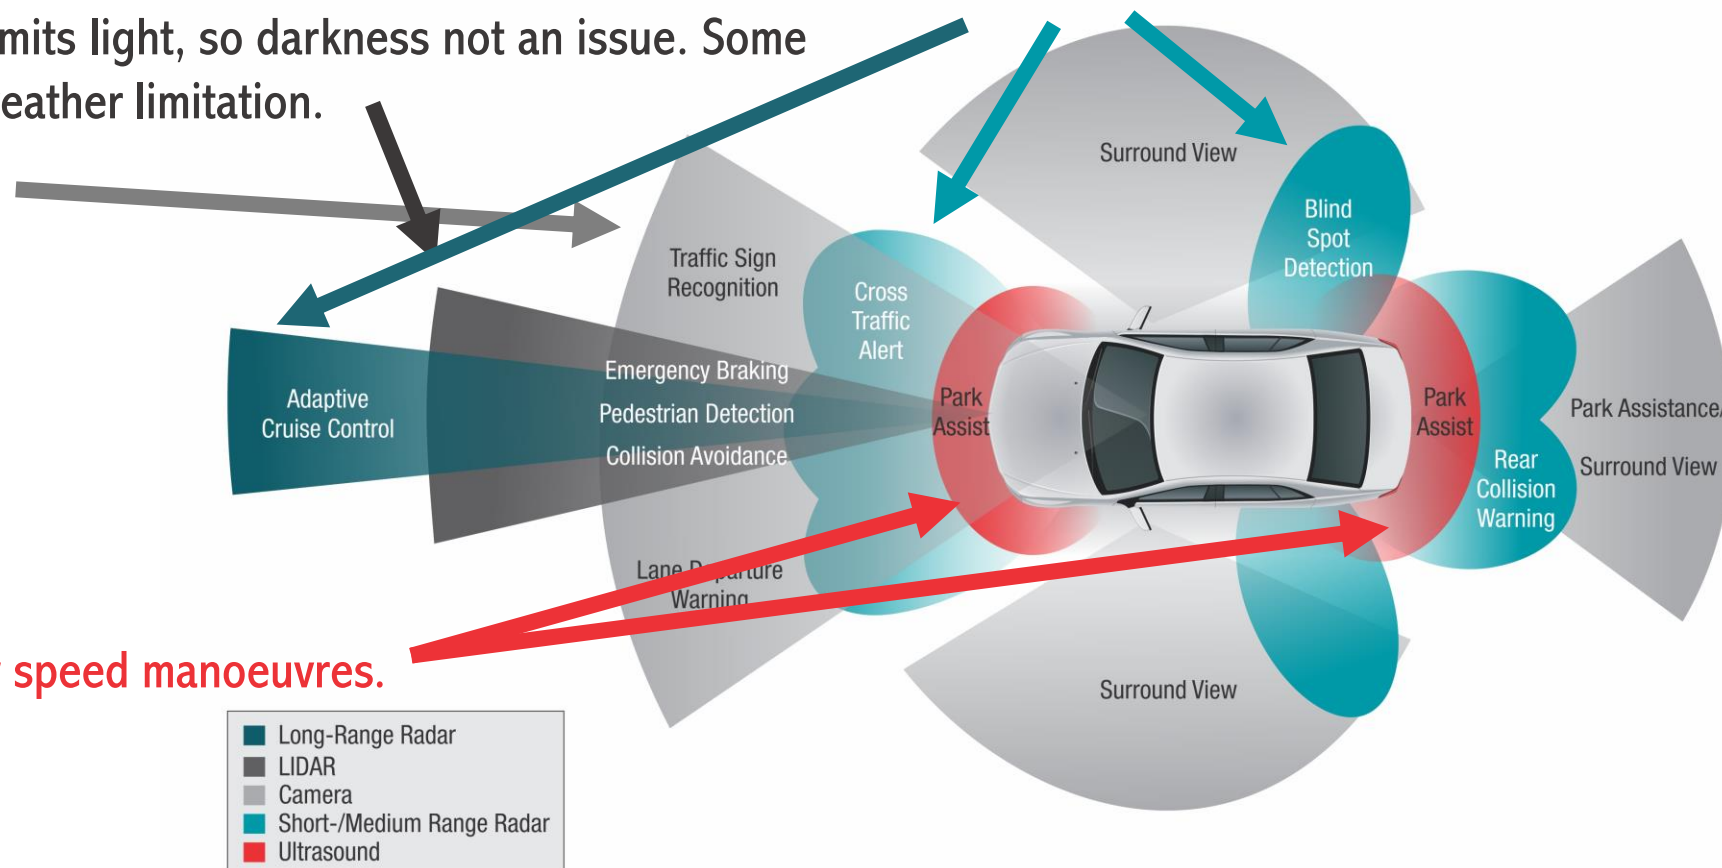 mits light, so darkness not an issue. Some
eather limitation.
Surround View
Blind
Spot
Detection
Traffic Sign
Recognition
Cross
Traffic
Alert
Emergency Braking
Pedestrian Detection
Collision Avoidance
Adaptive
Cruise Control
Park
Assist
Park
Assist
Park Assistance/
Surround View
Rear
Collision
Warning
Lane Departure
Warning
speed manoeuvres.
Surround View
Long-Range Radar
LIDAR
Camera
Short-/Medium Range Radar
Ultrasound